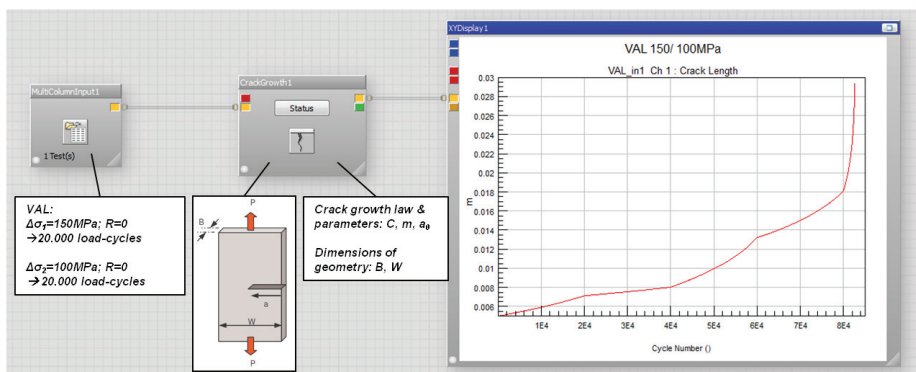 MultiColumnInput1
1 Test(s)
VAL:
Δσ₁=150MPa; R=0
→20.000 load-cycles
Δσ₂=100MPa; R=0
→20.000 load-cycles
CrackGrowth1
Status
P
B
a
W
P
Crack growth law &
parameters: C, m, a₀
Dimensions of
geometry: B, W
XYDisplay1
VAL 150/ 100MPa
VAL_in1 Ch 1 : Crack Length
0.03
0.028
0.026
0.024
0.022
0.02
0.018
0.016
0.014
0.012
0.01
0.008
0.006
m
1E4 2E4 3E4 4E4 5E4 6E4 7E4 8E4
Cycle Number ()